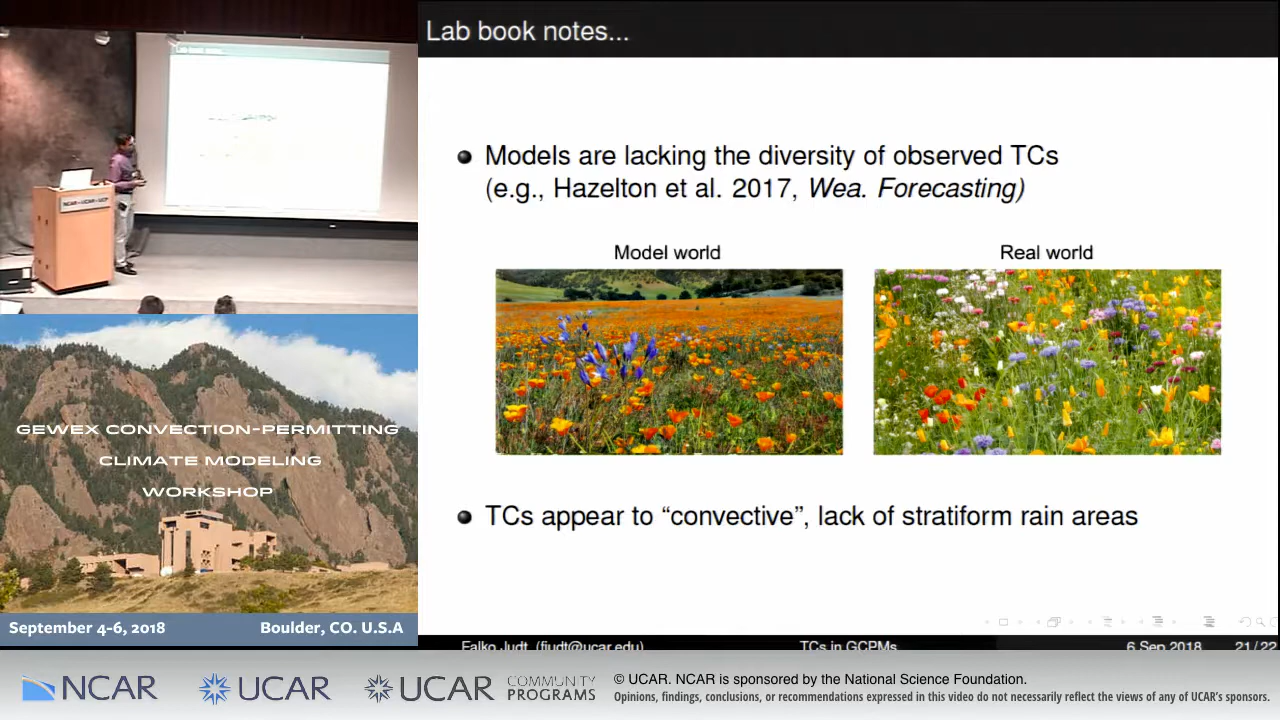 Lab book notes...
NCAR-UCAR-UCP
Models are lacking the diversity of observed TCs
(e.g., Hazelton et al. 2017, Wea. Forecasting)
Model world
Real world
TCs appear to “convective”, lack of stratiform rain areas
GEWEX CONVECTION-PERMITTING
CLIMATE MODELING
WORKSHOP
September 4-6, 2018
Boulder, CO. U.S.A
Falko Judt (fjudt@ucar.edu)
TCs in GCPMs
6 Sep 2018
21/22
NCAR
UCAR
UCAR
COMMUNITY
PROGRAMS
© UCAR. NCAR is sponsored by the National Science Foundation.
Opinions, findings, conclusions, or recommendations expressed in this video do not necessarily reflect the views of any of UCAR's sponsors.